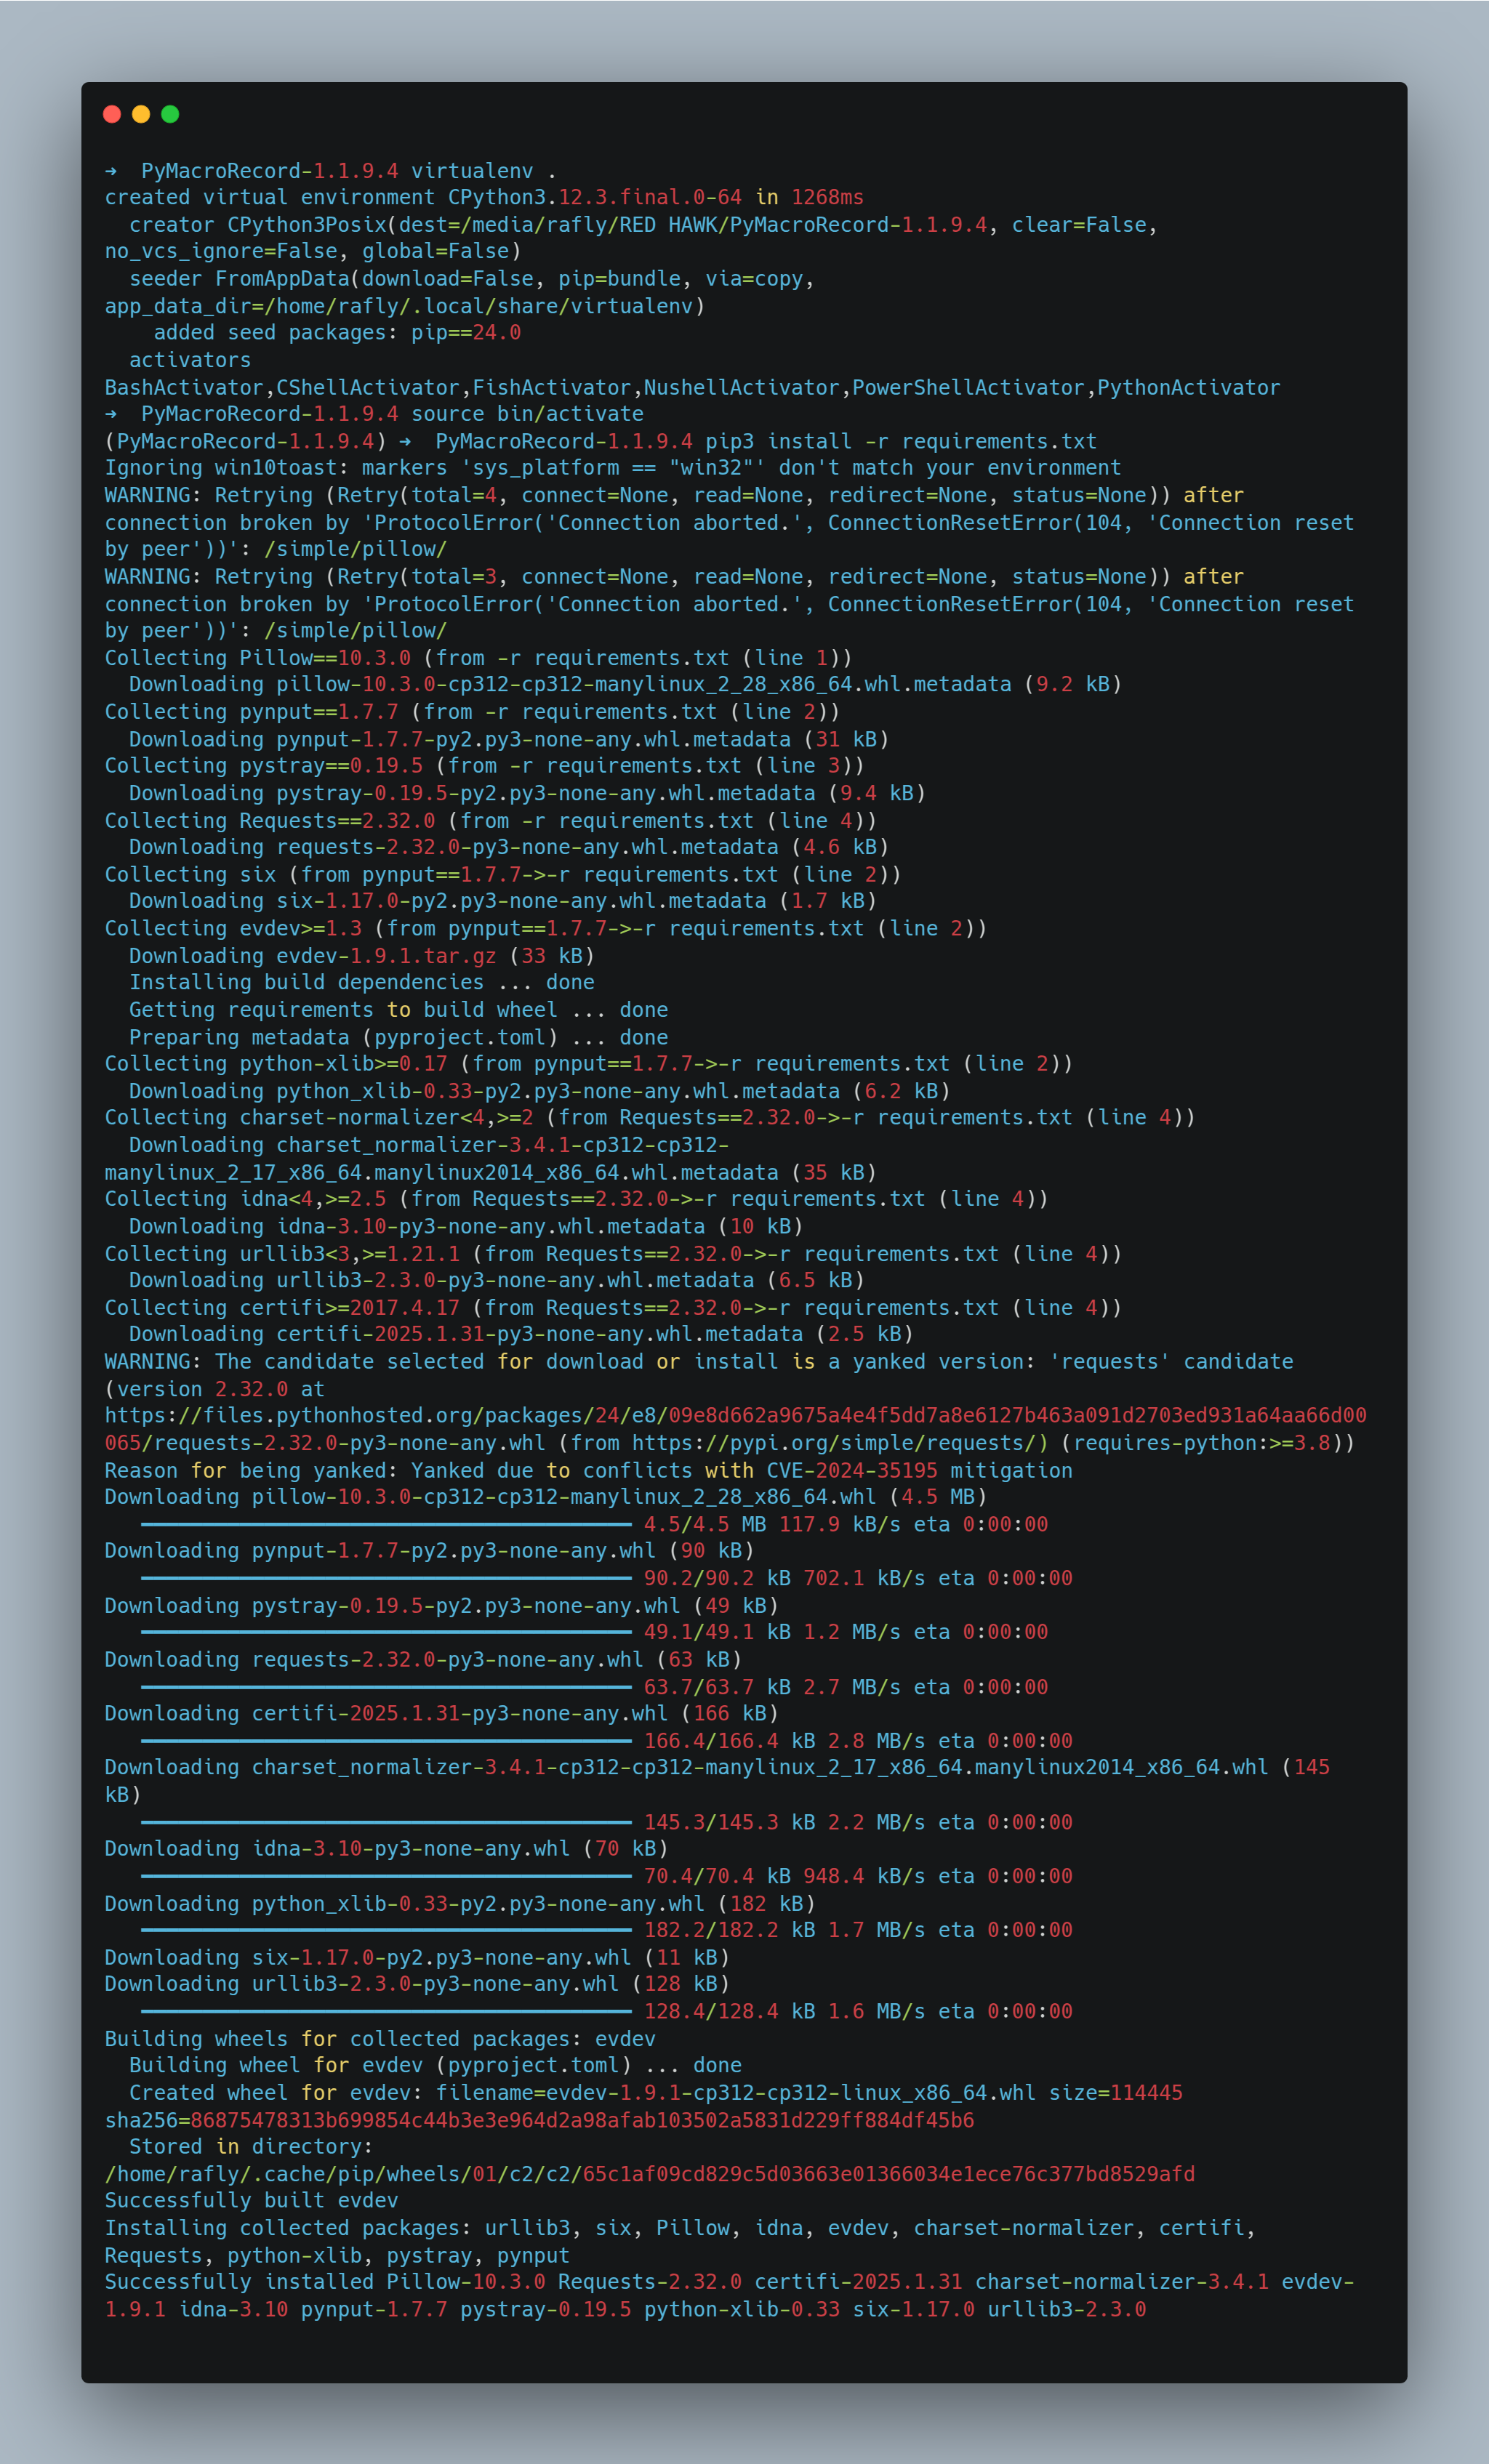 ➜  PyMacroRecord-1.1.9.4 virtualenv .
created virtual environment CPython3.12.3.final.0-64 in 1268ms
  creator CPython3Posix(dest=/media/rafly/RED HAWK/PyMacroRecord-1.1.9.4, clear=False,
no_vcs_ignore=False, global=False)
  seeder FromAppData(download=False, pip=bundle, via=copy,
app_data_dir=/home/rafly/.local/share/virtualenv)
    added seed packages: pip==24.0
  activators
BashActivator,CShellActivator,FishActivator,NushellActivator,PowerShellActivator,PythonActivator
➜  PyMacroRecord-1.1.9.4 source bin/activate
(PyMacroRecord-1.1.9.4) ➜  PyMacroRecord-1.1.9.4 pip3 install -r requirements.txt
Ignoring win10toast: markers 'sys_platform == "win32"' don't match your environment
WARNING: Retrying (Retry(total=4, connect=None, read=None, redirect=None, status=None)) after
connection broken by 'ProtocolError('Connection aborted.', ConnectionResetError(104, 'Connection reset
by peer'))': /simple/pillow/
WARNING: Retrying (Retry(total=3, connect=None, read=None, redirect=None, status=None)) after
connection broken by 'ProtocolError('Connection aborted.', ConnectionResetError(104, 'Connection reset
by peer'))': /simple/pillow/
Collecting Pillow==10.3.0 (from -r requirements.txt (line 1))
  Downloading pillow-10.3.0-cp312-cp312-manylinux_2_28_x86_64.whl.metadata (9.2 kB)
Collecting pynput==1.7.7 (from -r requirements.txt (line 2))
  Downloading pynput-1.7.7-py2.py3-none-any.whl.metadata (31 kB)
Collecting pystray==0.19.5 (from -r requirements.txt (line 3))
  Downloading pystray-0.19.5-py2.py3-none-any.whl.metadata (9.4 kB)
Collecting Requests==2.32.0 (from -r requirements.txt (line 4))
  Downloading requests-2.32.0-py3-none-any.whl.metadata (4.6 kB)
Collecting six (from pynput==1.7.7->-r requirements.txt (line 2))
  Downloading six-1.17.0-py2.py3-none-any.whl.metadata (1.7 kB)
Collecting evdev>=1.3 (from pynput==1.7.7->-r requirements.txt (line 2))
  Downloading evdev-1.9.1.tar.gz (33 kB)
  Installing build dependencies ... done
  Getting requirements to build wheel ... done
  Preparing metadata (pyproject.toml) ... done
Collecting python-xlib>=0.17 (from pynput==1.7.7->-r requirements.txt (line 2))
  Downloading python_xlib-0.33-py2.py3-none-any.whl.metadata (6.2 kB)
Collecting charset-normalizer<4,>=2 (from Requests==2.32.0->-r requirements.txt (line 4))
  Downloading charset_normalizer-3.4.1-cp312-cp312-
manylinux_2_17_x86_64.manylinux2014_x86_64.whl.metadata (35 kB)
Collecting idna<4,>=2.5 (from Requests==2.32.0->-r requirements.txt (line 4))
  Downloading idna-3.10-py3-none-any.whl.metadata (10 kB)
Collecting urllib3<3,>=1.21.1 (from Requests==2.32.0->-r requirements.txt (line 4))
  Downloading urllib3-2.3.0-py3-none-any.whl.metadata (6.5 kB)
Collecting certifi>=2017.4.17 (from Requests==2.32.0->-r requirements.txt (line 4))
  Downloading certifi-2025.1.31-py3-none-any.whl.metadata (2.5 kB)
WARNING: The candidate selected for download or install is a yanked version: 'requests' candidate
(version 2.32.0 at
https://files.pythonhosted.org/packages/24/e8/09e8d662a9675a4e4f5dd7a8e6127b463a091d2703ed931a64aa66d00
065/requests-2.32.0-py3-none-any.whl (from https://pypi.org/simple/requests/) (requires-python:>=3.8))
Reason for being yanked: Yanked due to conflicts with CVE-2024-35195 mitigation
Downloading pillow-10.3.0-cp312-cp312-manylinux_2_28_x86_64.whl (4.5 MB)
   ━━━━━━━━━━━━━━━━━━━━━━━━━━━━━━━━━━━━━━━━ 4.5/4.5 MB 117.9 kB/s eta 0:00:00
Downloading pynput-1.7.7-py2.py3-none-any.whl (90 kB)
   ━━━━━━━━━━━━━━━━━━━━━━━━━━━━━━━━━━━━━━━━ 90.2/90.2 kB 702.1 kB/s eta 0:00:00
Downloading pystray-0.19.5-py2.py3-none-any.whl (49 kB)
   ━━━━━━━━━━━━━━━━━━━━━━━━━━━━━━━━━━━━━━━━ 49.1/49.1 kB 1.2 MB/s eta 0:00:00
Downloading requests-2.32.0-py3-none-any.whl (63 kB)
   ━━━━━━━━━━━━━━━━━━━━━━━━━━━━━━━━━━━━━━━━ 63.7/63.7 kB 2.7 MB/s eta 0:00:00
Downloading certifi-2025.1.31-py3-none-any.whl (166 kB)
   ━━━━━━━━━━━━━━━━━━━━━━━━━━━━━━━━━━━━━━━━ 166.4/166.4 kB 2.8 MB/s eta 0:00:00
Downloading charset_normalizer-3.4.1-cp312-cp312-manylinux_2_17_x86_64.manylinux2014_x86_64.whl (145
kB)
   ━━━━━━━━━━━━━━━━━━━━━━━━━━━━━━━━━━━━━━━━ 145.3/145.3 kB 2.2 MB/s eta 0:00:00
Downloading idna-3.10-py3-none-any.whl (70 kB)
   ━━━━━━━━━━━━━━━━━━━━━━━━━━━━━━━━━━━━━━━━ 70.4/70.4 kB 948.4 kB/s eta 0:00:00
Downloading python_xlib-0.33-py2.py3-none-any.whl (182 kB)
   ━━━━━━━━━━━━━━━━━━━━━━━━━━━━━━━━━━━━━━━━ 182.2/182.2 kB 1.7 MB/s eta 0:00:00
Downloading six-1.17.0-py2.py3-none-any.whl (11 kB)
Downloading urllib3-2.3.0-py3-none-any.whl (128 kB)
   ━━━━━━━━━━━━━━━━━━━━━━━━━━━━━━━━━━━━━━━━ 128.4/128.4 kB 1.6 MB/s eta 0:00:00
Building wheels for collected packages: evdev
  Building wheel for evdev (pyproject.toml) ... done
  Created wheel for evdev: filename=evdev-1.9.1-cp312-cp312-linux_x86_64.whl size=114445
sha256=86875478313b699854c44b3e3e964d2a98afab103502a5831d229ff884df45b6
  Stored in directory:
/home/rafly/.cache/pip/wheels/01/c2/c2/65c1af09cd829c5d03663e01366034e1ece76c377bd8529afd
Successfully built evdev
Installing collected packages: urllib3, six, Pillow, idna, evdev, charset-normalizer, certifi,
Requests, python-xlib, pystray, pynput
Successfully installed Pillow-10.3.0 Requests-2.32.0 certifi-2025.1.31 charset-normalizer-3.4.1 evdev-
1.9.1 idna-3.10 pynput-1.7.7 pystray-0.19.5 python-xlib-0.33 six-1.17.0 urllib3-2.3.0